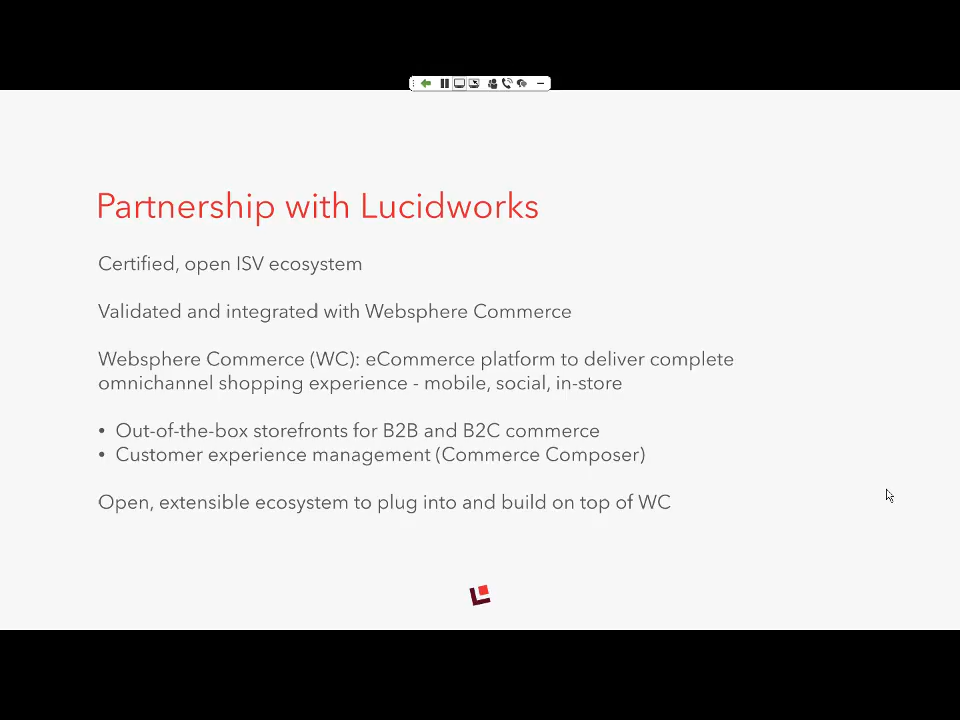 Partnership with Lucidworks
Certified, open ISV ecosystem
Validated and integrated with Websphere Commerce
Websphere Commerce (WC): eCommerce platform to deliver complete
omnichannel shopping experience - mobile, social, in-store
• Out-of-the-box storefronts for B2B and B2C commerce
• Customer experience management (Commerce Composer)
Open, extensible ecosystem to plug into and build on top of WC